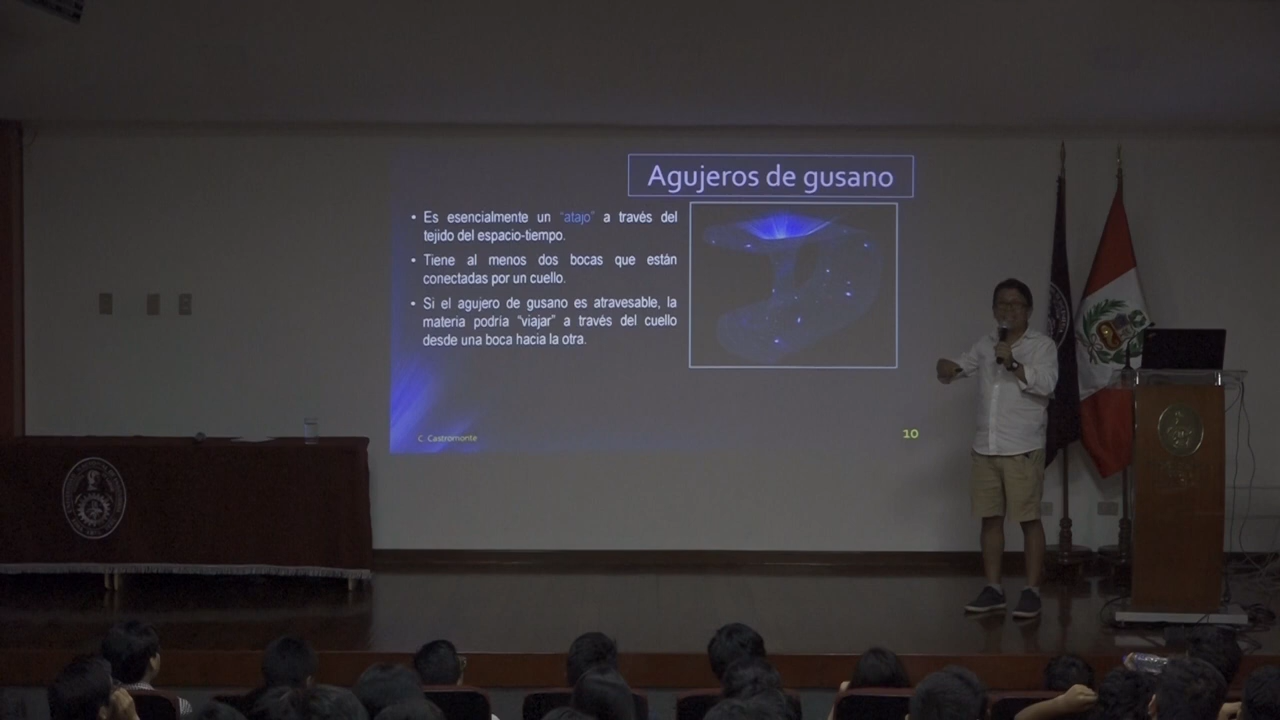 Agujeros de gusano
• Es esencialmente un "atajo" a través del
tejido del espacio-tiempo.
• Tiene al menos dos bocas que están
conectadas por un cuello.
• Si el agujero de gusano es atravesable, la
materia podría "viajar" a través del cuello
desde una boca hacia la otra.
C. Castromonte
10